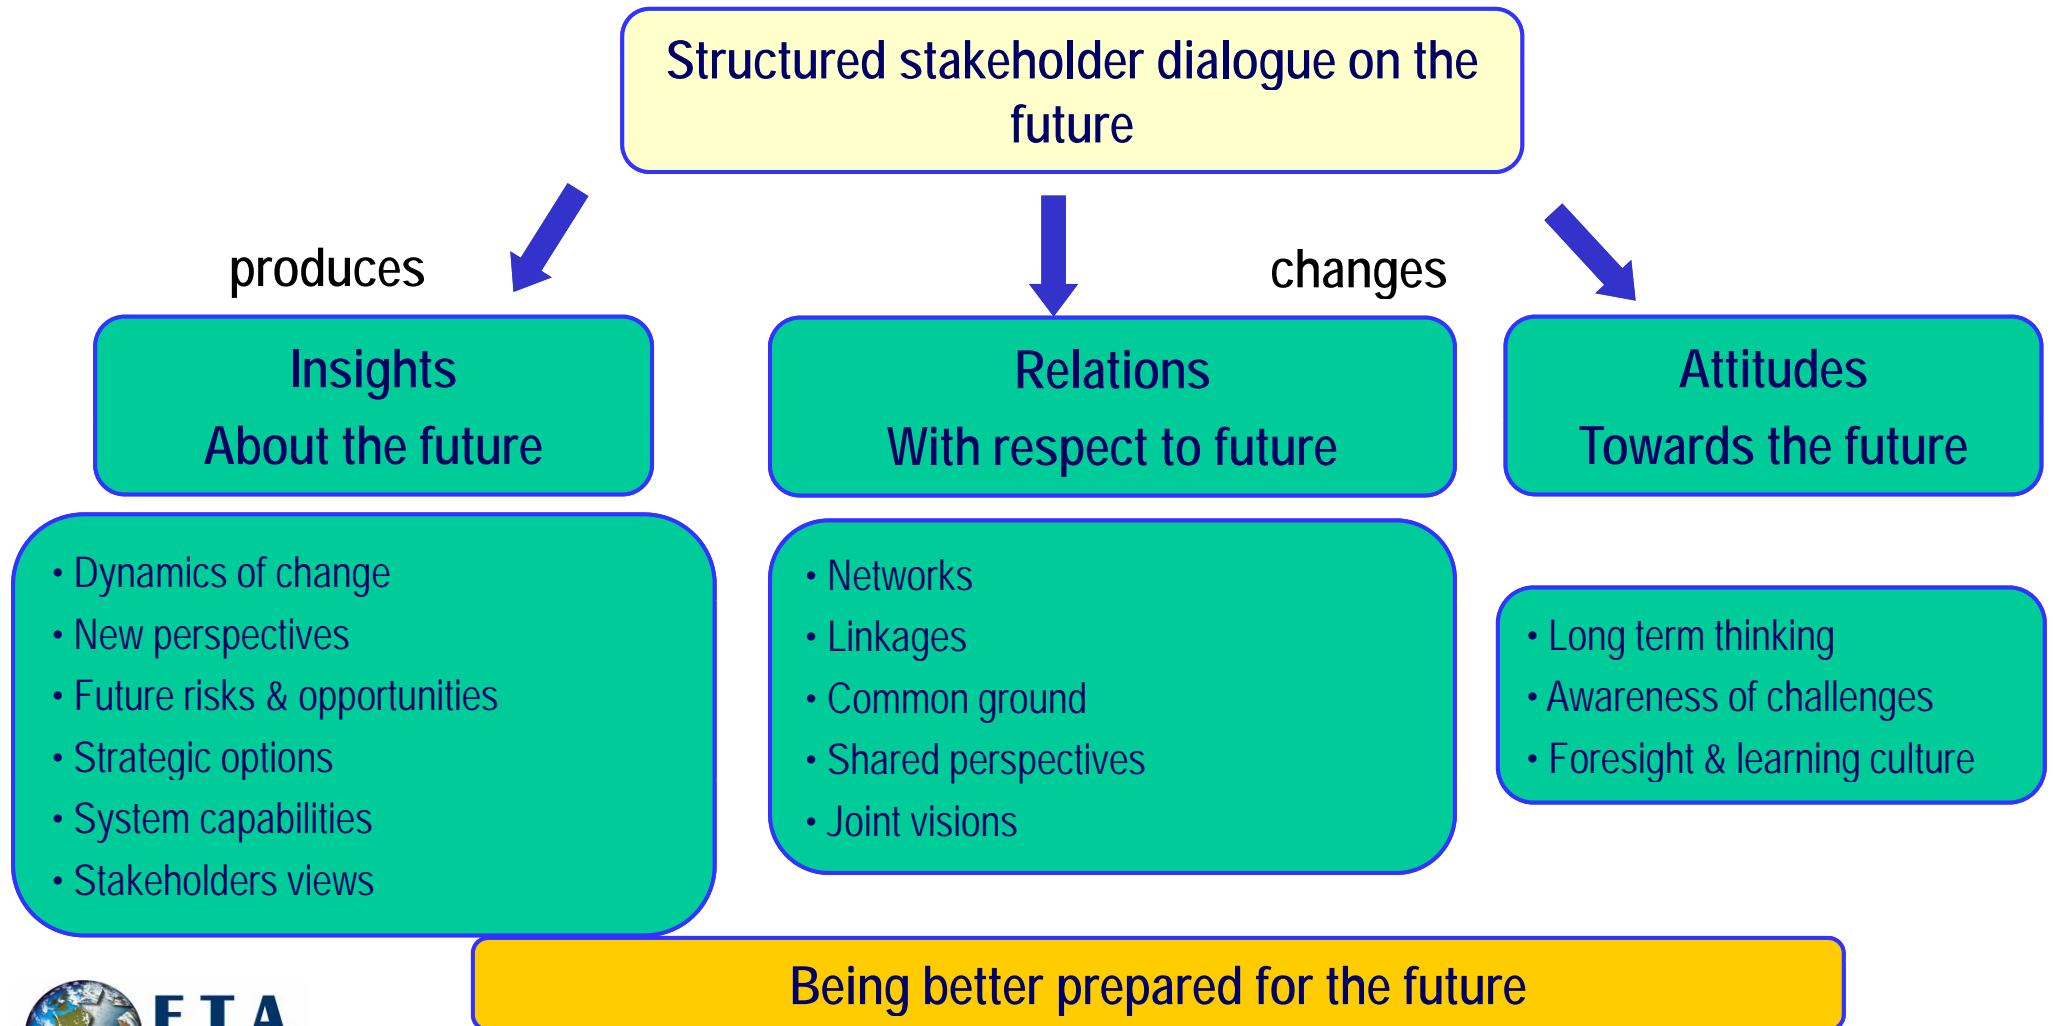 Structured stakeholder dialogue on the
future
produces
changes
Insights
About the future
Relations
With respect to future
Attitudes
Towards the future
• Dynamics of change
• New perspectives
• Future risks & opportunities
• Strategic options
• System capabilities
• Stakeholders views
• Networks
• Linkages
• Common ground
• Shared perspectives
• Joint visions
• Long term thinking
• Awareness of challenges
• Foresight & learning culture
Being better prepared for the future
FTA